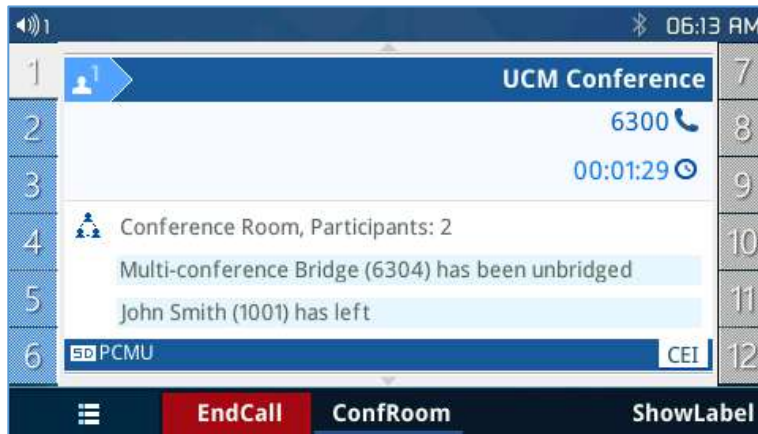 1 06:13 AM
1 1 UCM Conference 7
2 6300 8
3 00:01:29 9
4 Conference Room, Participants: 2 10
Multi-conference Bridge (6304) has been unbridged
5 John Smith (1001) has left 11
6 SD PCMU CEI 12
EndCall ConfRoom ShowLabel